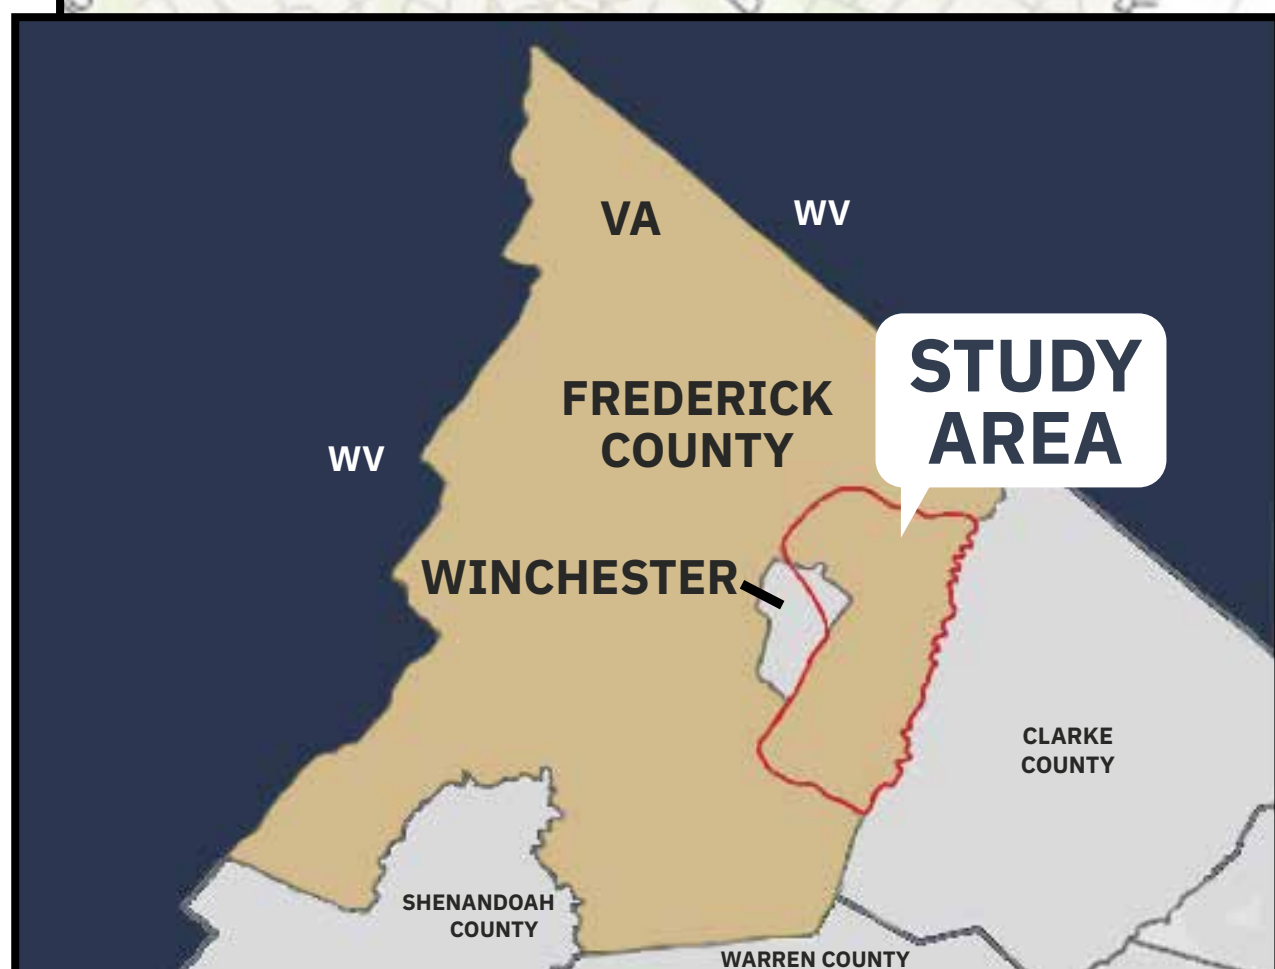 VA
WV
STUDY
AREA
FREDERICK
COUNTY
WV
WINCHESTER
CLARKE
COUNTY
SHENANDOAH
COUNTY
WARREN COUNTY